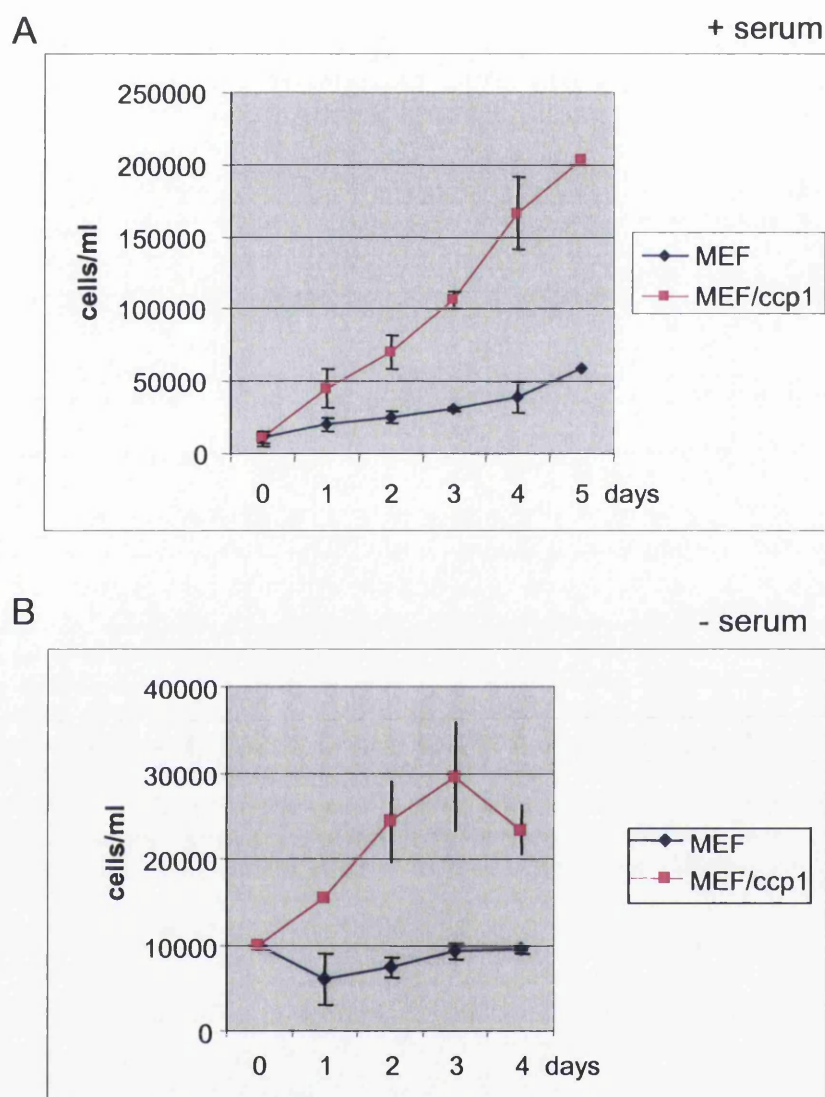 A
+ serum
250000
200000
150000
100000
50000
0
cells/ml
0 1 2 3 4 5 days
MEF
MEF/ccp1
B
- serum
40000
30000
20000
10000
0
cells/ml
0 1 2 3 4 days
MEF
MEF/ccp1